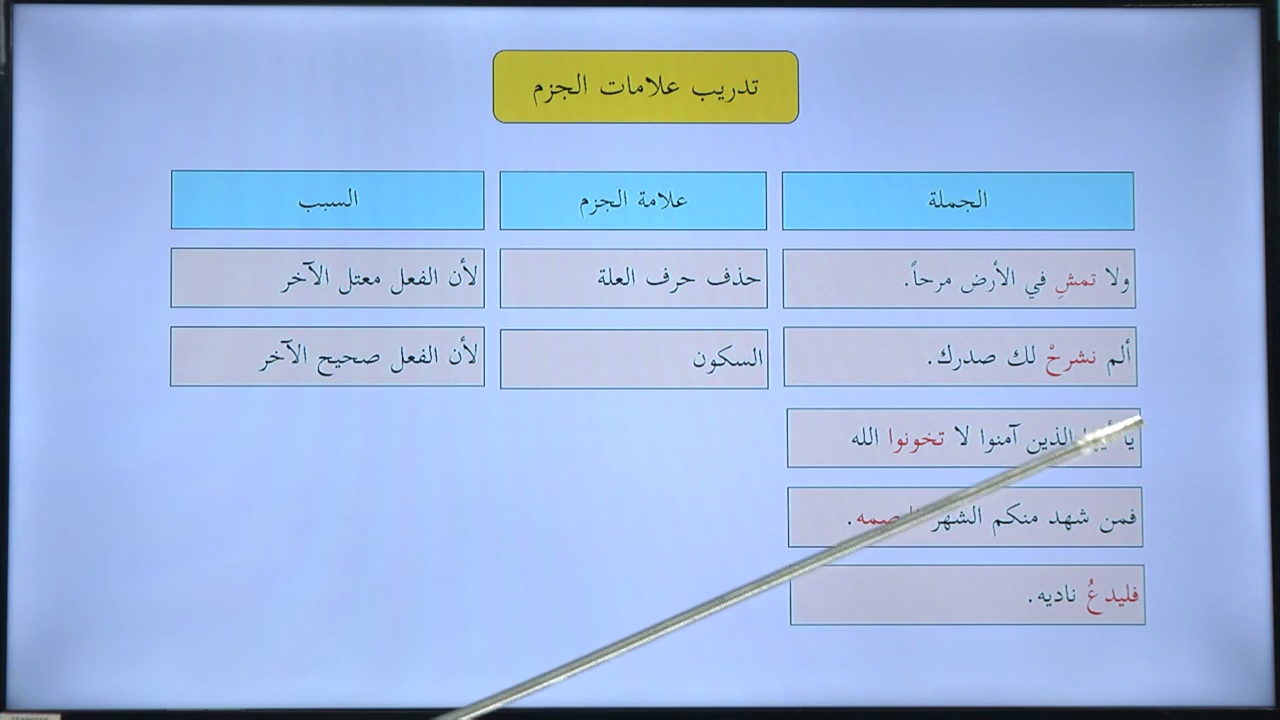 تدريب علامات الجزم
الجملة
علامة الجزم
السبب
ولا تمشِ في الأرض مرحاً.
حذف حرف العلة
لأن الفعل معتل الآخر
ألم نشرحْ لك صدرك.
السكون
لأن الفعل صحيح الآخر
يا الذين آمنوا لا تخونوا الله
فمن شهد منكم الشهر
فليدعُ ناديه.